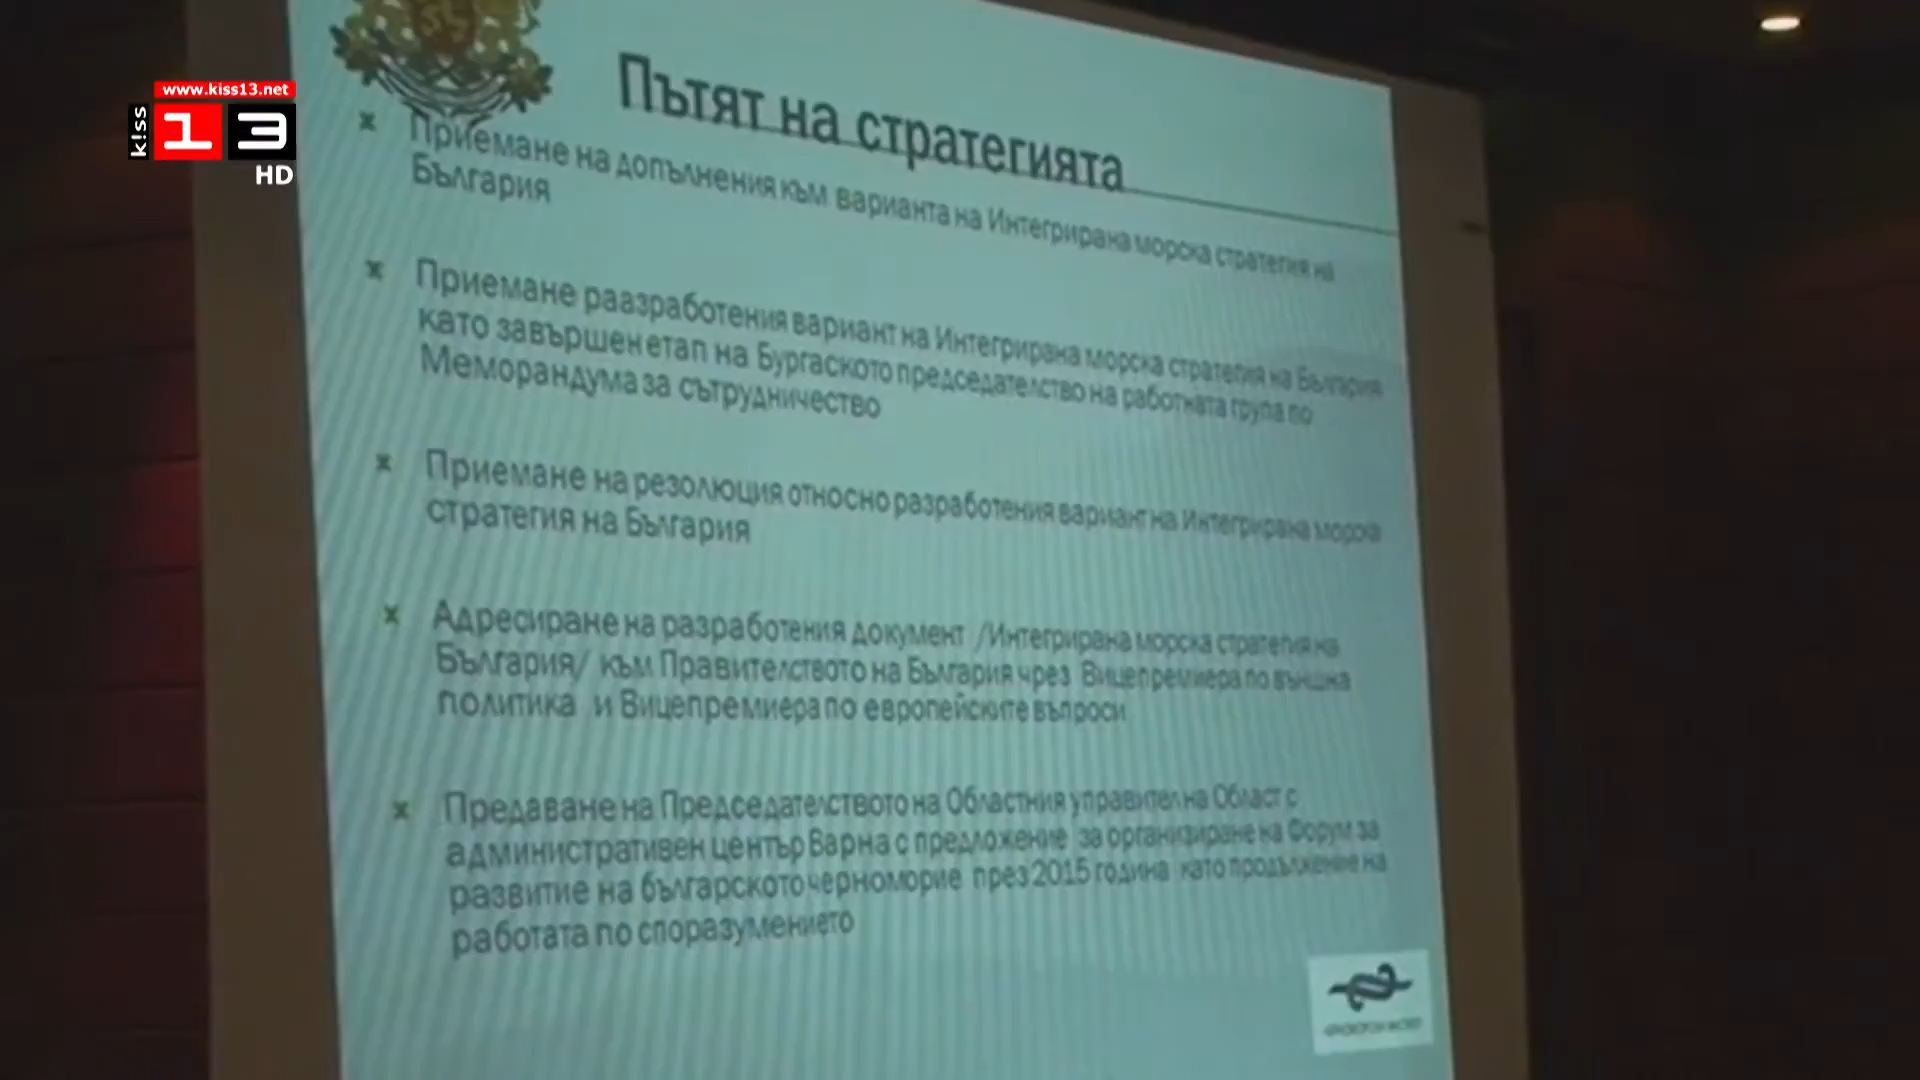 www.kiss13.net
kiss
13
HD
Пътят на стратегията
Приемане на допълнения към варианта на Интегрирана морска стратегия на
България
Приемане раазработения вариант на Интегрирана морска стратегия на България
като завършен етап на Бургаското председателство на работната група по
Меморандума за сътрудничество
Приемане на резолюция относно разработения вариант на Интегрирана морска
стратегия на България
Адресиране на разработения документ /Интегрирана морска стратегия на
България/ към Правителството на България чрез Вицепремиера по външна
политика и Вицепремиера по европейските въпроси
Предаване на Председателството на Областния управител на Област с
административен център Варна с предложение за организиране на Форум за
развитие на българското черноморие през 2015 година като продължение на
работата по споразумението